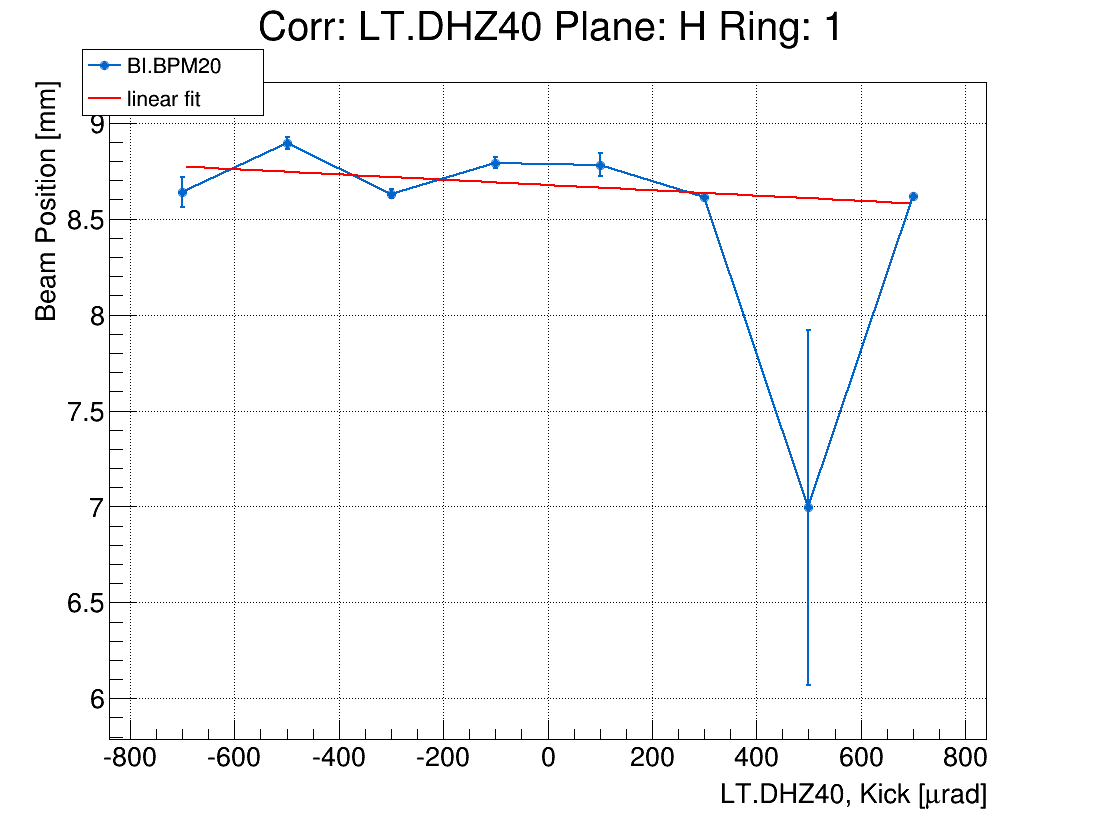 Corr: LT.DHZ40 Plane: H Ring: 1
BI.BPM20
linear fit
Beam Position [mm]
9
8.5
8
7.5
7
6.5
6
-800 -600 -400 -200 0 200 400 600 800
LT.DHZ40, Kick [μrad]